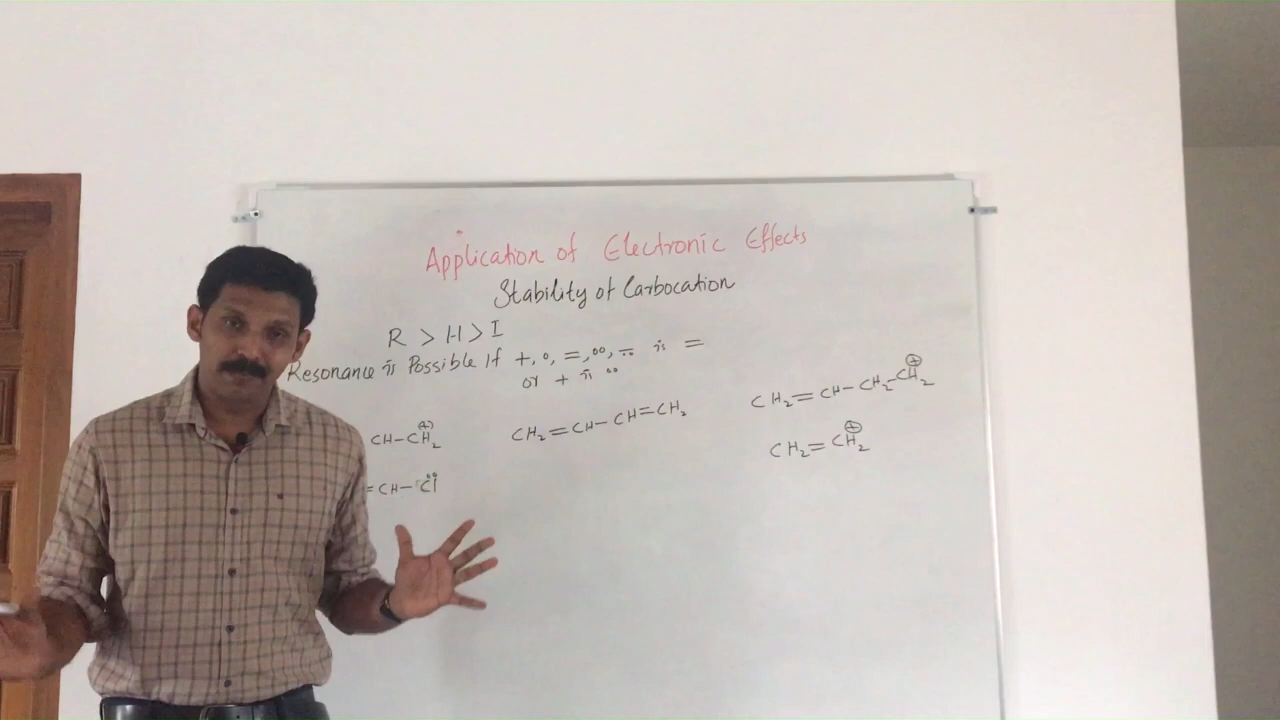 Application of Electronic Effects
Stability of Carbocation
R > H > I
Resonance is Possible If +, •, =, ••, -̤ is =
or + is ••
CH-CH₂⊕
CH₂=CH-CH=CH₂
CH₂=CH-CH₂-CH₂⊕
=CH-C̈l
CH₂=CH₂⊕